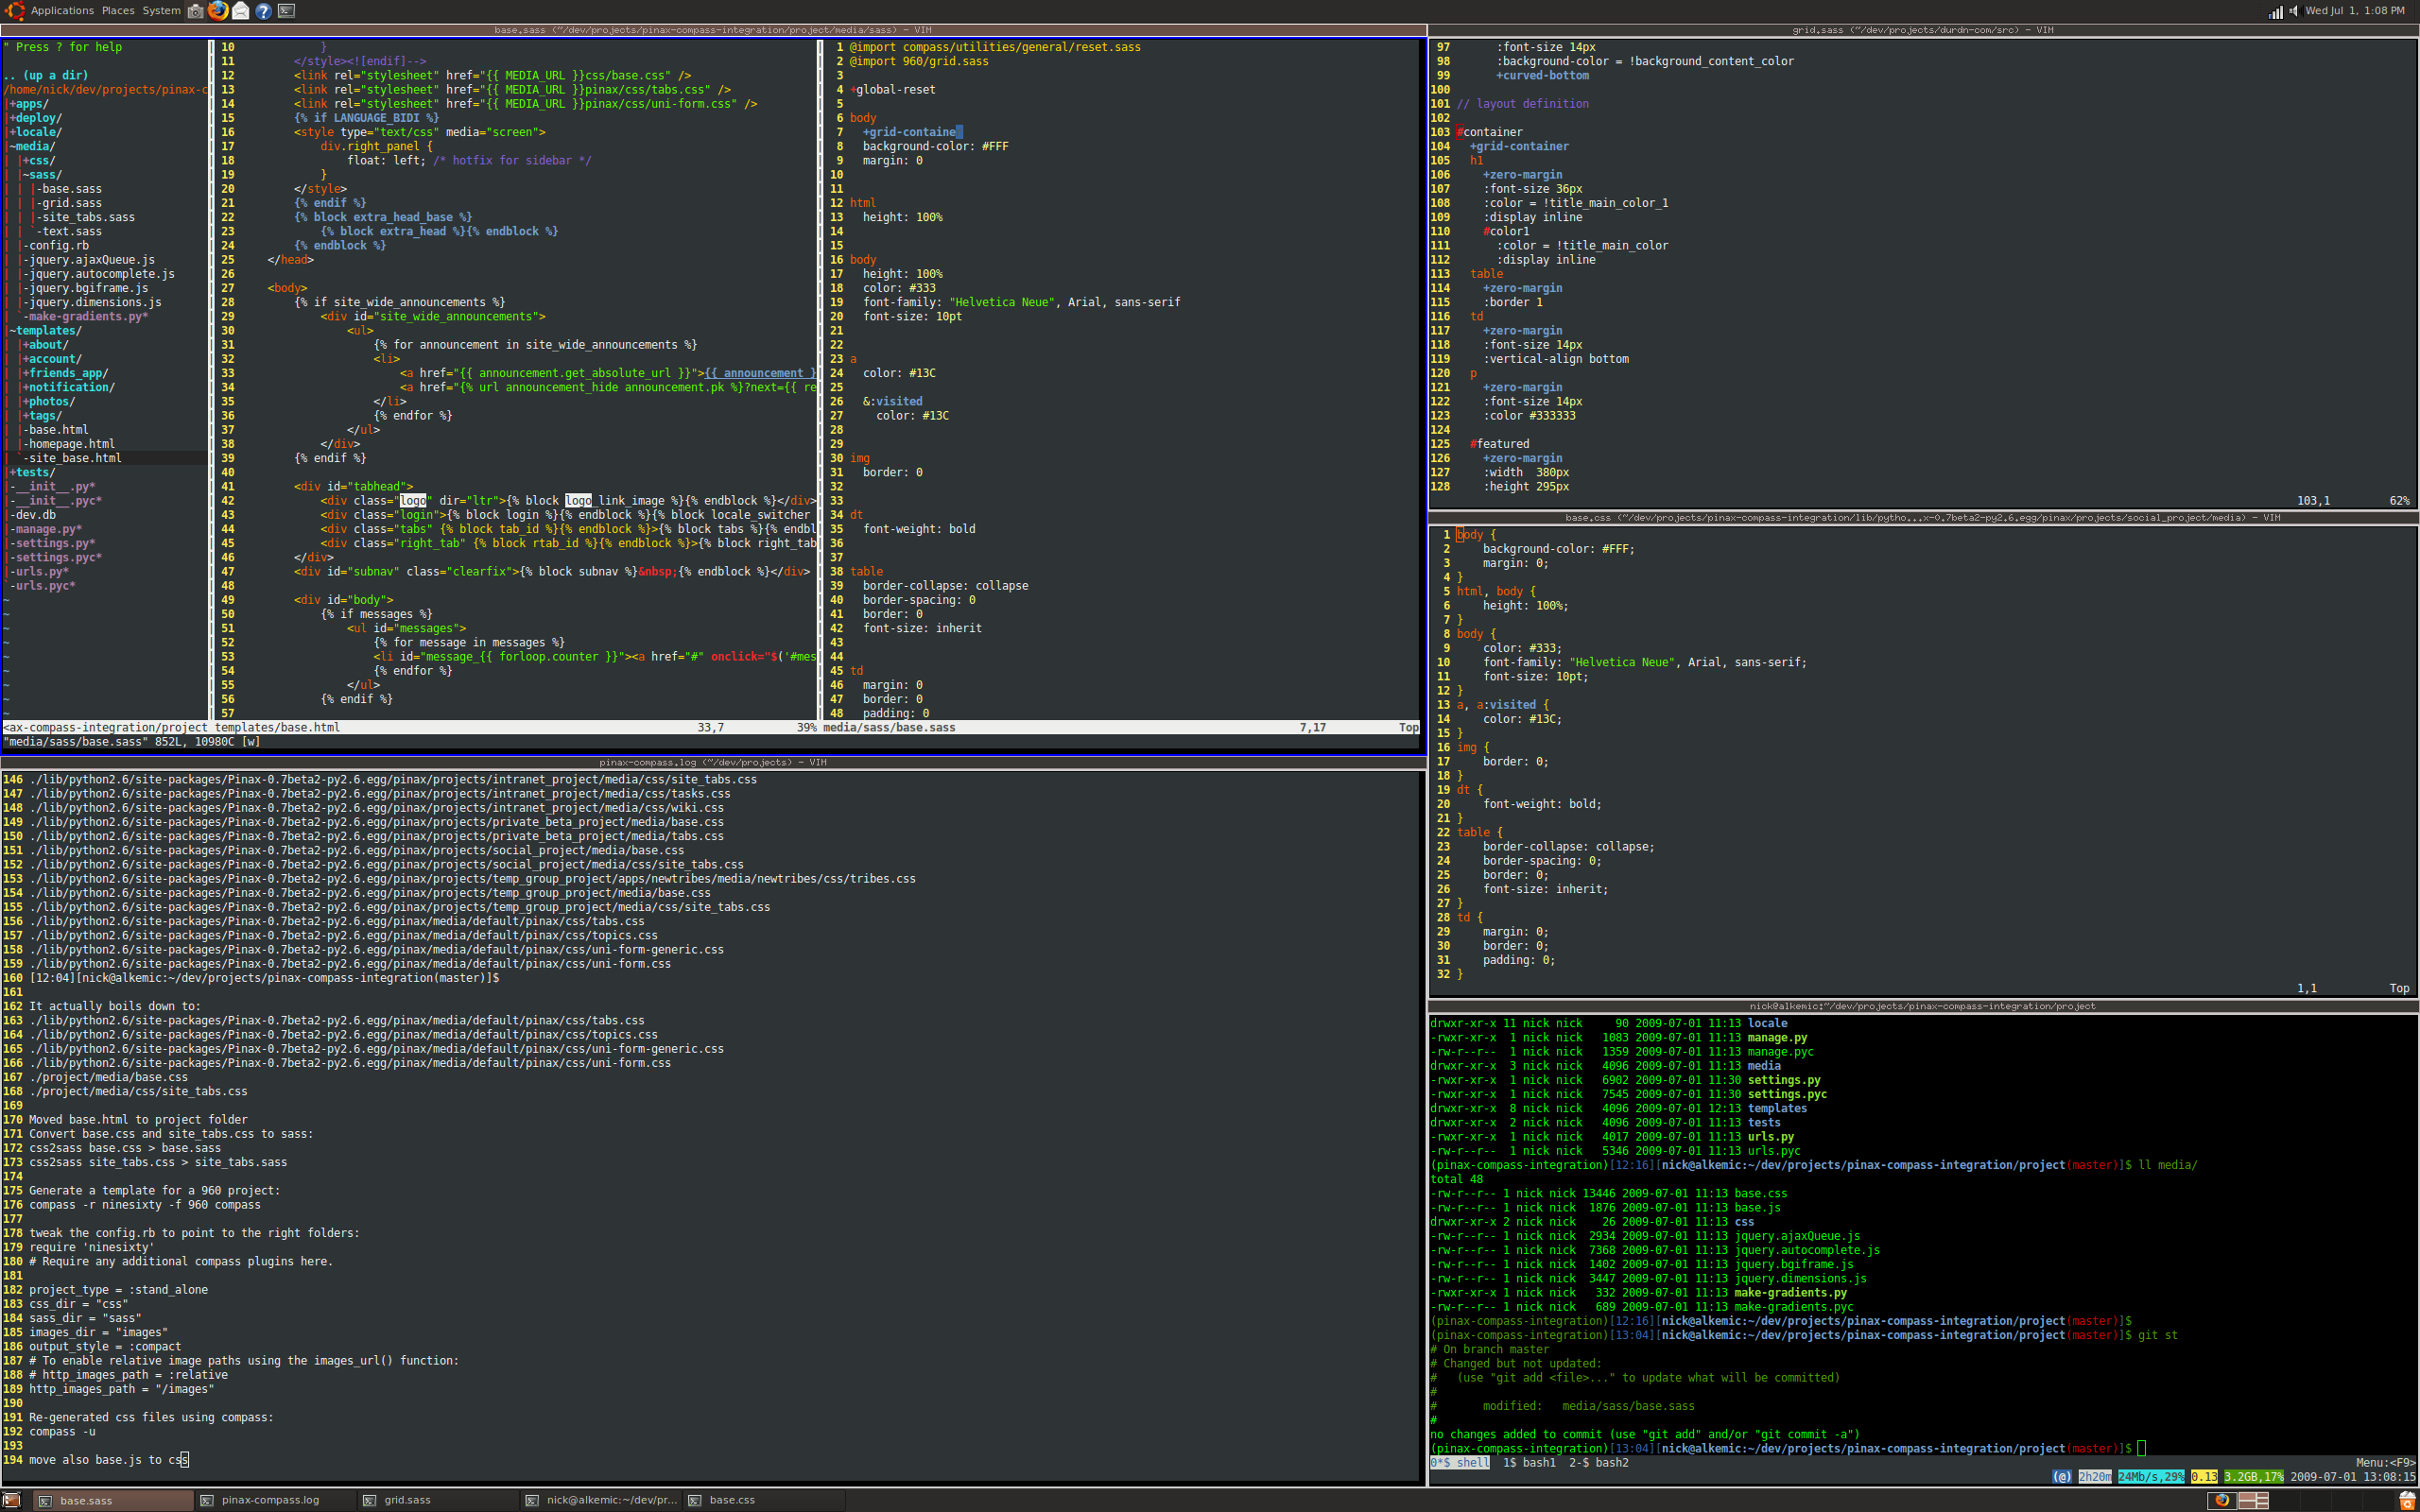 Applications Places System
Wed Jul 1, 1:08 PM
base.sass (~/dev/projects/pinax-compass-integration/project/media/sass) - VIM
" Press ? for help
.. (up a dir)
/home/nick/dev/projects/pinax-c
|+apps/
|+deploy/
|+locale/
|~media/
| |+css/
| |~sass/
| | |-base.sass
| | |-grid.sass
| | |-site_tabs.sass
| | `-text.sass
| |-config.rb
| |-jquery.ajaxQueue.js
| |-jquery.autocomplete.js
| |-jquery.bgiframe.js
| |-jquery.dimensions.js
| `-make-gradients.py*
|~templates/
| |+about/
| |+account/
| |+friends_app/
| |+notification/
| |+photos/
| |+tags/
| |-base.html
| |-homepage.html
| `-site_base.html
|+tests/
|-__init__.py*
|-__init__.pyc*
|-dev.db
|-manage.py*
|-settings.py*
|-settings.pyc*
|-urls.py*
`-urls.pyc*
10 }
11 </style><![endif]-->
12 <link rel="stylesheet" href="{{ MEDIA_URL }}css/base.css" />
13 <link rel="stylesheet" href="{{ MEDIA_URL }}pinax/css/tabs.css" />
14 <link rel="stylesheet" href="{{ MEDIA_URL }}pinax/css/uni-form.css" />
15 {% if LANGUAGE_BIDI %}
16 <style type="text/css" media="screen">
17 div.right_panel {
18 float: left; /* hotfix for sidebar */
19 }
20 </style>
21 {% endif %}
22 {% block extra_head_base %}
23 {% block extra_head %}{% endblock %}
24 {% endblock %}
25 </head>
26
27 <body>
28 {% if site_wide_announcements %}
29 <div id="site_wide_announcements">
30 <ul>
31 {% for announcement in site_wide_announcements %}
32 <li>
33 <a href="{{ announcement.get_absolute_url }}">{{ announcement }
34 <a href="{% url announcement_hide announcement.pk %}?next={{ re
35 </li>
36 {% endfor %}
37 </ul>
38 </div>
39 {% endif %}
40
41 <div id="tabhead">
42 <div class="logo" dir="ltr">{% block logo_link_image %}{% endblock %}</div>
43 <div class="login">{% block login %}{% endblock %}{% block locale_switcher
44 <div class="tabs" {% block tab_id %}{% endblock %}>{% block tabs %}{% endbl
45 <div class="right_tab" {% block rtab_id %}{% endblock %}>{% block right_tab
46 </div>
47 <div id="subnav" class="clearfix">{% block subnav %}&nbsp;{% endblock %}</div>
48
49 <div id="body">
50 {% if messages %}
51 <ul id="messages">
52 {% for message in messages %}
53 <li id="message_{{ forloop.counter }}"><a href="#" onclick="$('#mes
54 {% endfor %}
55 </ul>
56 {% endif %}
57
1 @import compass/utilities/general/reset.sass
2 @import 960/grid.sass
3
4 +global-reset
5
6 body
7 +grid-containe
8 background-color: #FFF
9 margin: 0
10
11
12 html
13 height: 100%
14
15
16 body
17 height: 100%
18 color: #333
19 font-family: "Helvetica Neue", Arial, sans-serif
20 font-size: 10pt
21
22
23 a
24 color: #13C
25
26 &:visited
27 color: #13C
28
29
30 img
31 border: 0
32
33
34 dt
35 font-weight: bold
36
37
38 table
39 border-collapse: collapse
40 border-spacing: 0
41 border: 0
42 font-size: inherit
43
44
45 td
46 margin: 0
47 border: 0
48 padding: 0
<ax-compass-integration/project templates/base.html 33,7 39% media/sass/base.sass 7,17 Top
"media/sass/base.sass" 852L, 10980C [w]
grid.sass (~/dev/projects/durdn-com/src) - VIM
97 :font-size 14px
98 :background-color = !background_content_color
99 +curved-bottom
100
101 // layout definition
102
103 #container
104 +grid-container
105 h1
106 +zero-margin
107 :font-size 36px
108 :color = !title_main_color_1
109 :display inline
110 #color1
111 :color = !title_main_color
112 :display inline
113 table
114 +zero-margin
115 :border 1
116 td
117 +zero-margin
118 :font-size 14px
119 :vertical-align bottom
120 p
121 +zero-margin
122 :font-size 14px
123 :color #333333
124
125 #featured
126 +zero-margin
127 :width 380px
128 :height 295px
103,1 62%
base.css (~/dev/projects/pinax-compass-integration/lib/pytho...x-0.7beta2-py2.6.egg/pinax/projects/social_project/media) - VIM
1 body {
2 background-color: #FFF;
3 margin: 0;
4 }
5 html, body {
6 height: 100%;
7 }
8 body {
9 color: #333;
10 font-family: "Helvetica Neue", Arial, sans-serif;
11 font-size: 10pt;
12 }
13 a, a:visited {
14 color: #13C;
15 }
16 img {
17 border: 0;
18 }
19 dt {
20 font-weight: bold;
21 }
22 table {
23 border-collapse: collapse;
24 border-spacing: 0;
25 border: 0;
26 font-size: inherit;
27 }
28 td {
29 margin: 0;
30 border: 0;
31 padding: 0;
32 }
1,1 Top
pinax-compass.log (~/dev/projects) - VIM
146 ./lib/python2.6/site-packages/Pinax-0.7beta2-py2.6.egg/pinax/projects/intranet_project/media/css/site_tabs.css
147 ./lib/python2.6/site-packages/Pinax-0.7beta2-py2.6.egg/pinax/projects/intranet_project/media/css/tasks.css
148 ./lib/python2.6/site-packages/Pinax-0.7beta2-py2.6.egg/pinax/projects/intranet_project/media/css/wiki.css
149 ./lib/python2.6/site-packages/Pinax-0.7beta2-py2.6.egg/pinax/projects/private_beta_project/media/base.css
150 ./lib/python2.6/site-packages/Pinax-0.7beta2-py2.6.egg/pinax/projects/private_beta_project/media/tabs.css
151 ./lib/python2.6/site-packages/Pinax-0.7beta2-py2.6.egg/pinax/projects/social_project/media/base.css
152 ./lib/python2.6/site-packages/Pinax-0.7beta2-py2.6.egg/pinax/projects/social_project/media/css/site_tabs.css
153 ./lib/python2.6/site-packages/Pinax-0.7beta2-py2.6.egg/pinax/projects/temp_group_project/apps/newtribes/media/newtribes/css/tribes.css
154 ./lib/python2.6/site-packages/Pinax-0.7beta2-py2.6.egg/pinax/projects/temp_group_project/media/base.css
155 ./lib/python2.6/site-packages/Pinax-0.7beta2-py2.6.egg/pinax/projects/temp_group_project/media/css/site_tabs.css
156 ./lib/python2.6/site-packages/Pinax-0.7beta2-py2.6.egg/pinax/media/default/pinax/css/tabs.css
157 ./lib/python2.6/site-packages/Pinax-0.7beta2-py2.6.egg/pinax/media/default/pinax/css/topics.css
158 ./lib/python2.6/site-packages/Pinax-0.7beta2-py2.6.egg/pinax/media/default/pinax/css/uni-form-generic.css
159 ./lib/python2.6/site-packages/Pinax-0.7beta2-py2.6.egg/pinax/media/default/pinax/css/uni-form.css
160 [12:04][nick@alkemic:~/dev/projects/pinax-compass-integration(master)]$
161
162 It actually boils down to:
163 ./lib/python2.6/site-packages/Pinax-0.7beta2-py2.6.egg/pinax/media/default/pinax/css/tabs.css
164 ./lib/python2.6/site-packages/Pinax-0.7beta2-py2.6.egg/pinax/media/default/pinax/css/topics.css
165 ./lib/python2.6/site-packages/Pinax-0.7beta2-py2.6.egg/pinax/media/default/pinax/css/uni-form-generic.css
166 ./lib/python2.6/site-packages/Pinax-0.7beta2-py2.6.egg/pinax/media/default/pinax/css/uni-form.css
167 ./project/media/base.css
168 ./project/media/css/site_tabs.css
169
170 Moved base.html to project folder
171 Convert base.css and site_tabs.css to sass:
172 css2sass base.css > base.sass
173 css2sass site_tabs.css > site_tabs.sass
174
175 Generate a template for a 960 project:
176 compass -r ninesixty -f 960 compass
177
178 tweak the config.rb to point to the right folders:
179 require 'ninesixty'
180 # Require any additional compass plugins here.
181
182 project_type = :stand_alone
183 css_dir = "css"
184 sass_dir = "sass"
185 images_dir = "images"
186 output_style = :compact
187 # To enable relative image paths using the images_url() function:
188 # http_images_path = :relative
189 http_images_path = "/images"
190
191 Re-generated css files using compass:
192 compass -u
193
194 move also base.js to css
nick@alkemic:~/dev/projects/pinax-compass-integration/project
drwxr-xr-x 11 nick nick 90 2009-07-01 11:13 locale
-rwxr-xr-x 1 nick nick 1083 2009-07-01 11:13 manage.py
-rw-r--r-- 1 nick nick 1359 2009-07-01 11:13 manage.pyc
drwxr-xr-x 3 nick nick 4096 2009-07-01 11:13 media
-rwxr-xr-x 1 nick nick 6902 2009-07-01 11:30 settings.py
-rwxr-xr-x 1 nick nick 7545 2009-07-01 11:30 settings.pyc
drwxr-xr-x 8 nick nick 4096 2009-07-01 12:13 templates
drwxr-xr-x 2 nick nick 4096 2009-07-01 11:13 tests
-rwxr-xr-x 1 nick nick 4017 2009-07-01 11:13 urls.py
-rw-r--r-- 1 nick nick 5346 2009-07-01 11:13 urls.pyc
(pinax-compass-integration)[12:16][nick@alkemic:~/dev/projects/pinax-compass-integration/project(master)]$ ll media/
total 48
-rw-r--r-- 1 nick nick 13446 2009-07-01 11:13 base.css
-rw-r--r-- 1 nick nick 1876 2009-07-01 11:13 base.js
drwxr-xr-x 2 nick nick 26 2009-07-01 11:13 css
-rw-r--r-- 1 nick nick 2934 2009-07-01 11:13 jquery.ajaxQueue.js
-rw-r--r-- 1 nick nick 7368 2009-07-01 11:13 jquery.autocomplete.js
-rw-r--r-- 1 nick nick 1402 2009-07-01 11:13 jquery.bgiframe.js
-rw-r--r-- 1 nick nick 3447 2009-07-01 11:13 jquery.dimensions.js
-rwxr-xr-x 1 nick nick 332 2009-07-01 11:13 make-gradients.py
-rw-r--r-- 1 nick nick 689 2009-07-01 11:13 make-gradients.pyc
(pinax-compass-integration)[12:16][nick@alkemic:~/dev/projects/pinax-compass-integration/project(master)]$
(pinax-compass-integration)[13:04][nick@alkemic:~/dev/projects/pinax-compass-integration/project(master)]$ git st
# On branch master
# Changed but not updated:
# (use "git add <file>..." to update what will be committed)
#
# modified: media/sass/base.sass
#
no changes added to commit (use "git add" and/or "git commit -a")
(pinax-compass-integration)[13:04][nick@alkemic:~/dev/projects/pinax-compass-integration/project(master)]$
0*$ shell 1$ bash1 2-$ bash2 Menu:<F9>
(@) 2h20m 24Mb/s,29% 0.13 3.2GB,17% 2009-07-01 13:08:15
base.sass pinax-compass.log grid.sass nick@alkemic:~/dev/pr... base.css